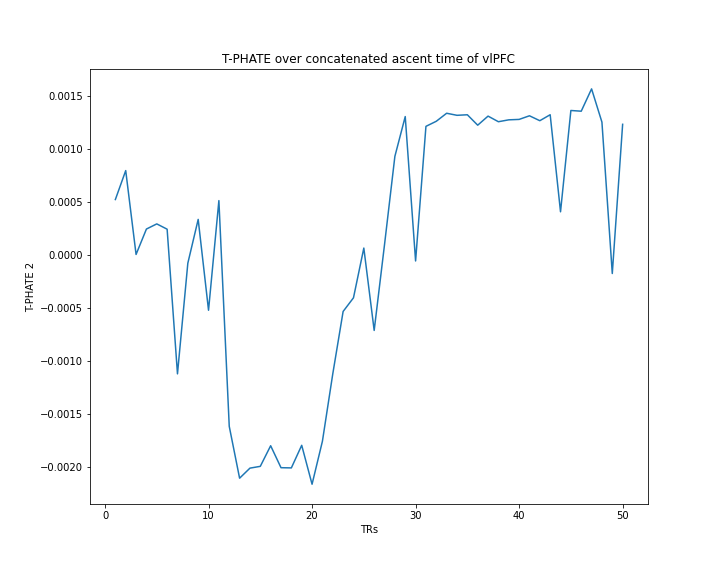 T-PHATE over concatenated ascent time of vlPFC
0.0015
0.0010
0.0005
0.0000
−0.0005
−0.0010
−0.0015
−0.0020
T-PHATE 2
0 10 20 30 40 50
TRs